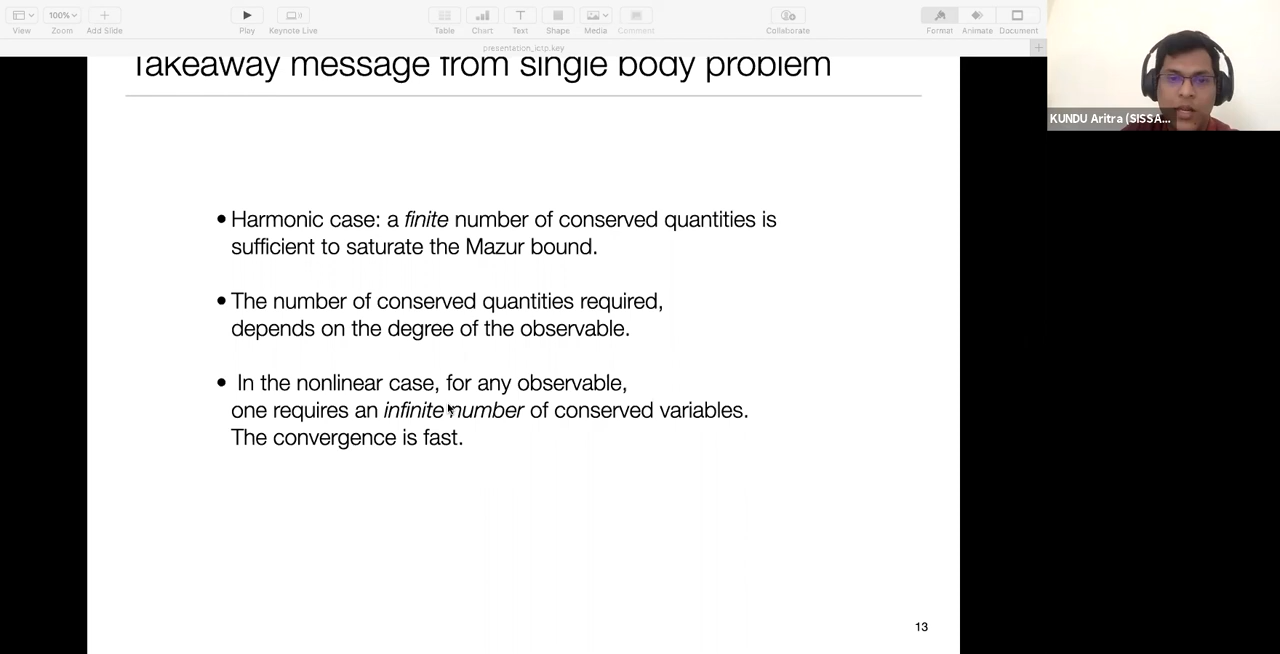 View
100%
Zoom
Add Slide
Play
Keynote Live
Table
Chart
Text
Shape
Media
Comment
Collaborate
Format
Animate
Document
presentation_ictp.key
Takeaway message from single body problem
KUNDU Aritra (SISSA...
• Harmonic case: a finite number of conserved quantities is
sufficient to saturate the Mazur bound.
• The number of conserved quantities required,
depends on the degree of the observable.
• In the nonlinear case, for any observable,
one requires an infinite number of conserved variables.
The convergence is fast.
13